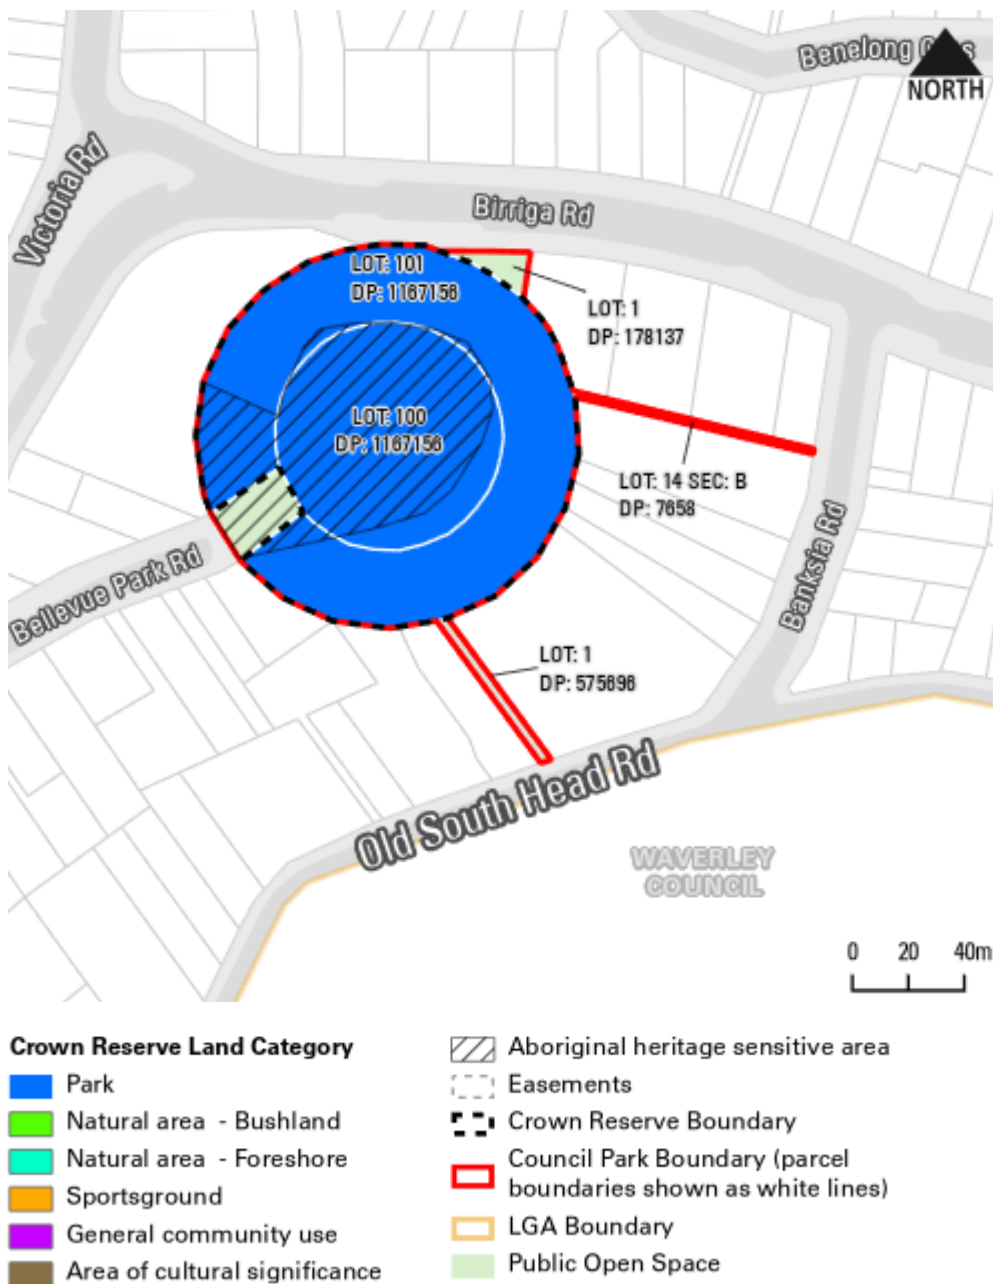 Benelong Cres
NORTH
Victoria Rd
Birriga Rd
LOT: 101
DP: 1167156
LOT: 1
DP: 178137
LOT: 100
DP: 1167156
LOT: 14 SEC: B
DP: 7658
Banksia Rd
Bellevue Park Rd
LOT: 1
DP: 575696
Old South Head Rd
WAVERLEY
COUNCIL
0 20 40m
Crown Reserve Land Category
Park
Natural area - Bushland
Natural area - Foreshore
Sportsground
General community use
Area of cultural significance
Aboriginal heritage sensitive area
Easements
Crown Reserve Boundary
Council Park Boundary (parcel
boundaries shown as white lines)
LGA Boundary
Public Open Space